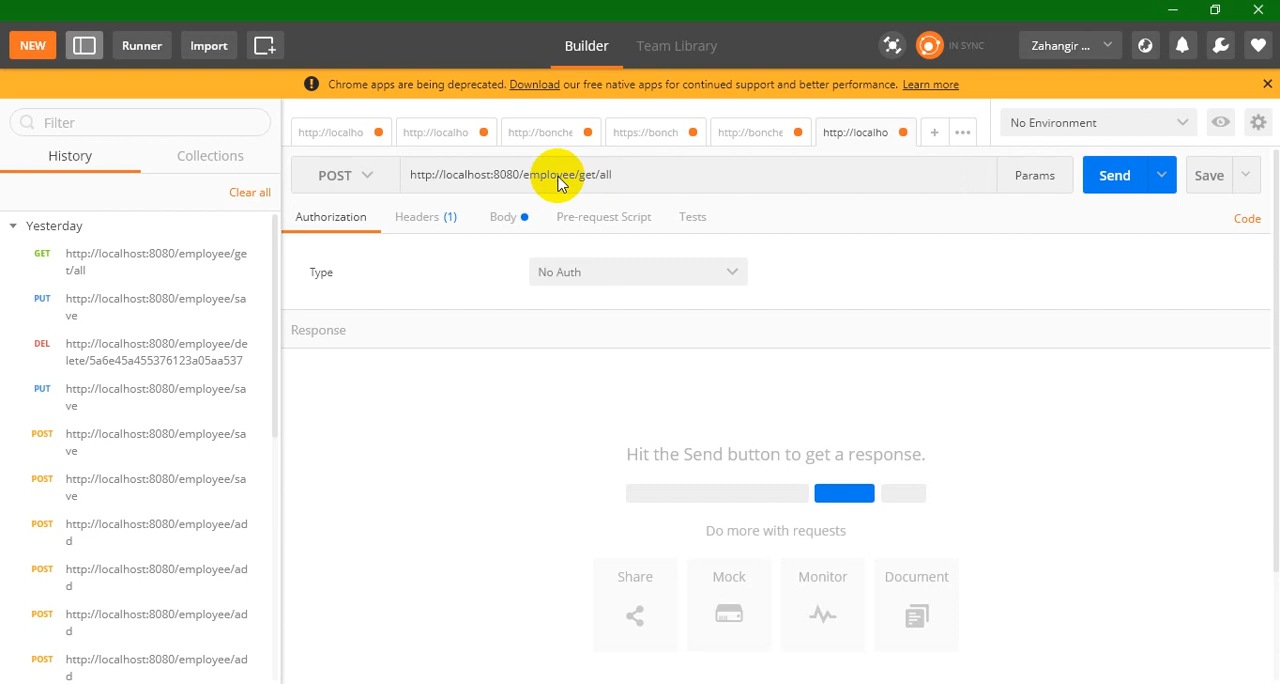 NEW
Runner
Import
Builder
Team Library
IN SYNC
Zahangir ...
Chrome apps are being deprecated. Download our free native apps for continued support and better performance. Learn more
Filter
History
Collections
Clear all
Yesterday
GET http://localhost:8080/employee/ge
t/all
PUT http://localhost:8080/employee/sa
ve
DEL http://localhost:8080/employee/de
lete/5a6e45a455376123a05aa537
PUT http://localhost:8080/employee/sa
ve
POST http://localhost:8080/employee/sa
ve
POST http://localhost:8080/employee/sa
ve
POST http://localhost:8080/employee/ad
d
POST http://localhost:8080/employee/ad
d
POST http://localhost:8080/employee/ad
d
POST http://localhost:8080/employee/ad
d
http://localho
http://localho
http://bonche
https://bonch
http://bonche
http://localho
No Environment
POST
http://localhost:8080/employee/get/all
Params
Send
Save
Authorization
Headers (1)
Body
Pre-request Script
Tests
Code
Type
No Auth
Response
Hit the Send button to get a response.
Do more with requests
Share
Mock
Monitor
Document